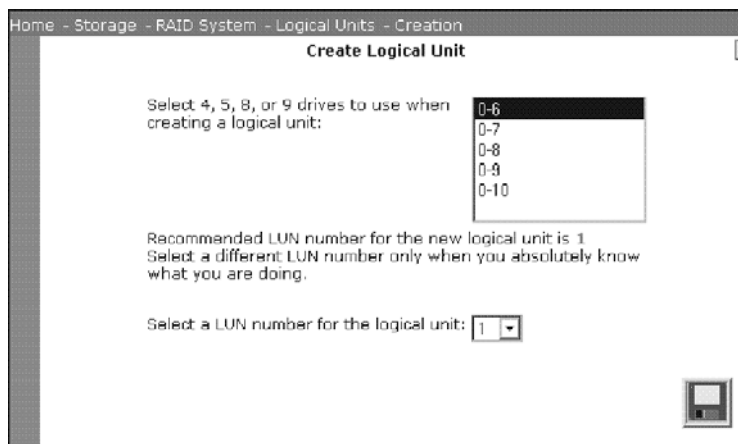 Home - Storage - RAID System - Logical Units - Creation
Create Logical Unit
Select 4, 5, 8, or 9 drives to use when
creating a logical unit:
0-6
0-7
0-8
0-9
0-10
Recommended LUN number for the new logical unit is 1
Select a different LUN number only when you absolutely know
what you are doing.
Select a LUN number for the logical unit: 1